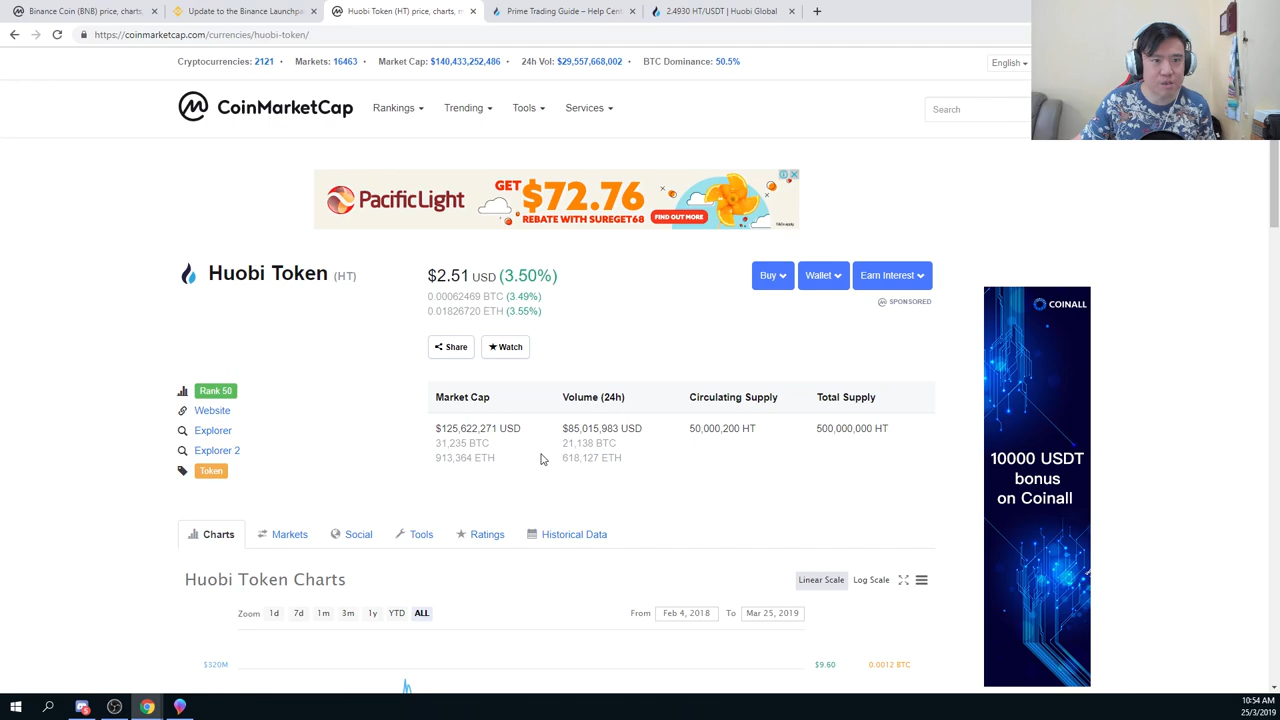 Binance Coin (BNB) price, charts,
Update to the Binance Launchpa
Huobi Token (HT) price, charts, m
Prime Trading Guide – Help Cent
2.4930 HT/USDT | Huobi Global
https://coinmarketcap.com/currencies/huobi-token/
Cryptocurrencies: 2121 • Markets: 16463 • Market Cap: $140,433,252,486 • 24h Vol: $29,557,668,002 • BTC Dominance: 50.5%
English
CoinMarketCap
Rankings
Trending
Tools
Services
Search
PacificLight
GET $72.76
REBATE WITH SUREGET68
FIND OUT MORE
Huobi Token (HT)
$2.51 USD (3.50%)
0.00062469 BTC (3.49%)
0.01826720 ETH (3.55%)
Buy
Wallet
Earn Interest
SPONSORED
Share
Watch
Rank 50
Website
Explorer
Explorer 2
Token
Market Cap Volume (24h) Circulating Supply Total Supply
$125,622,271 USD $85,015,983 USD 50,000,200 HT 500,000,000 HT
31,235 BTC 21,138 BTC
913,364 ETH 618,127 ETH
COINALL
10000 USDT
bonus
on Coinall
Charts
Markets
Social
Tools
Ratings
Historical Data
Huobi Token Charts
Linear Scale
Log Scale
Zoom 1d 7d 1m 3m 1y YTD ALL
From Feb 4, 2018 To Mar 25, 2019
$320M
$9.60
0.0012 BTC
10:54 AM
25/3/2019